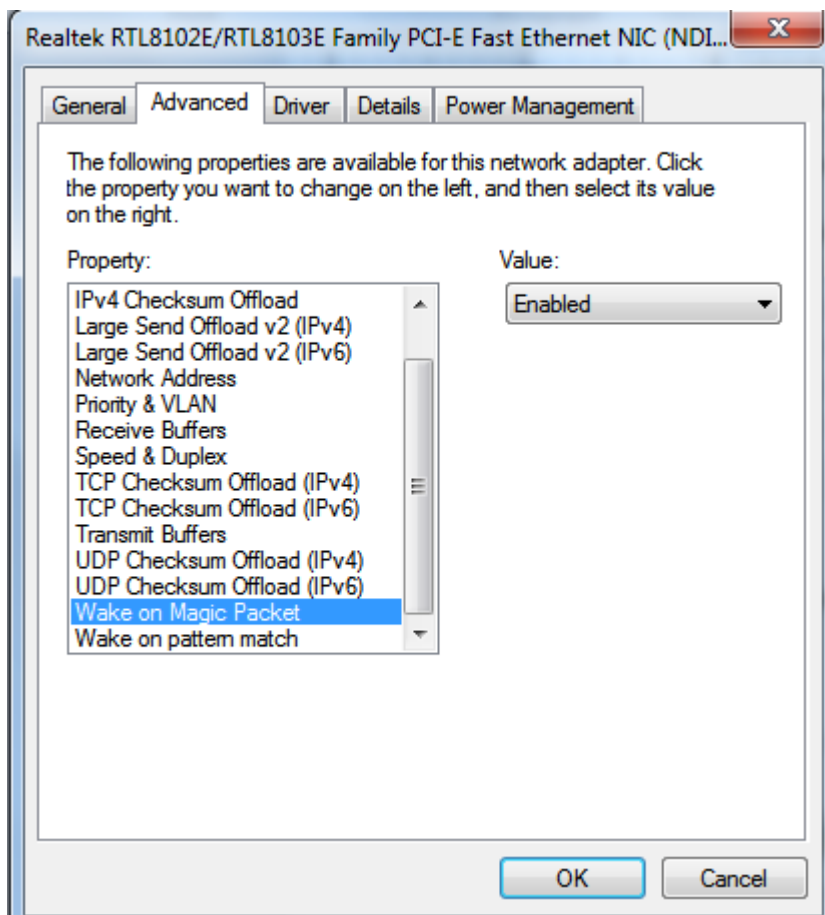 Realtek RTL8102E/RTL8103E Family PCI-E Fast Ethernet NIC (NDI...
General Advanced Driver Details Power Management
The following properties are available for this network adapter. Click
the property you want to change on the left, and then select its value
on the right.
Property:
Value:
IPv4 Checksum Offload
Large Send Offload v2 (IPv4)
Large Send Offload v2 (IPv6)
Network Address
Priority & VLAN
Receive Buffers
Speed & Duplex
TCP Checksum Offload (IPv4)
TCP Checksum Offload (IPv6)
Transmit Buffers
UDP Checksum Offload (IPv4)
UDP Checksum Offload (IPv6)
Wake on Magic Packet
Wake on pattern match
Enabled
OK Cancel